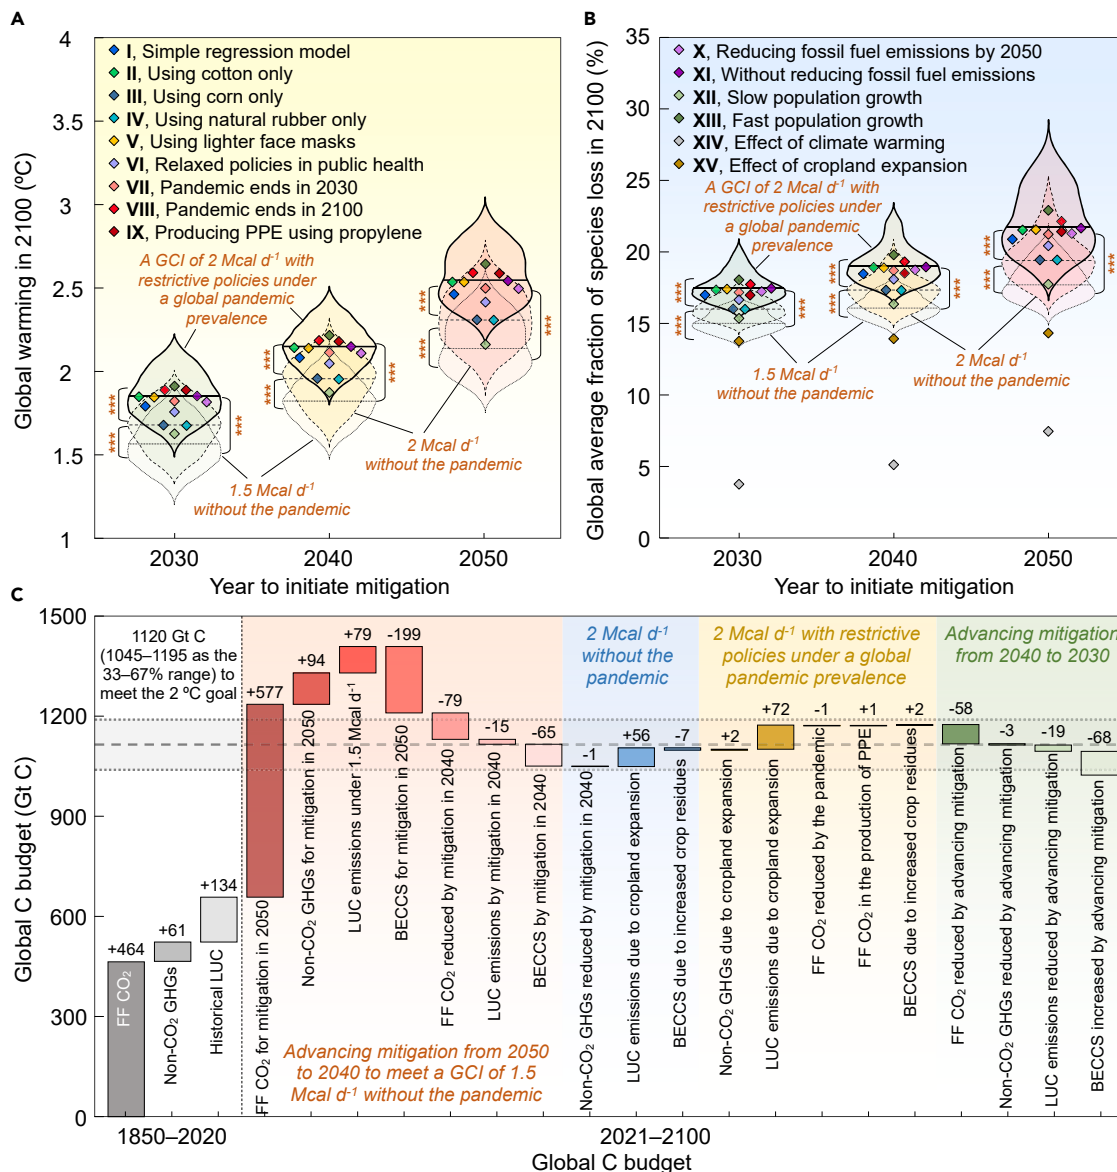 A
Global warming in 2100 (ºC)
4
3.5
3
2.5
2
1.5
1
I, Simple regression model
II, Using cotton only
III, Using corn only
IV, Using natural rubber only
V, Using lighter face masks
VI, Relaxed policies in public health
VII, Pandemic ends in 2030
VIII, Pandemic ends in 2100
IX, Producing PPE using propylene
A GCI of 2 Mcal d-1 with
restrictive policies under
a global pandemic
prevalence
***
***
***
***
***
***
***
***
***
2 Mcal d-1
without the pandemic
1.5 Mcal d-1
without the pandemic
2030
2040
2050
Year to initiate mitigation
B
Global average fraction of species loss in 2100 (%)
35
30
25
20
15
10
5
0
X, Reducing fossil fuel emissions by 2050
XI, Without reducing fossil fuel emissions
XII, Slow population growth
XIII, Fast population growth
XIV, Effect of climate warming
XV, Effect of cropland expansion
A GCI of 2 Mcal d-1 with
restrictive policies under
a global pandemic
prevalence
***
***
***
***
***
***
***
***
***
1.5 Mcal d-1
without the pandemic
2 Mcal d-1
without the pandemic
2030
2040
2050
Year to initiate mitigation
C
Global C budget (Gt C)
1500
1200
900
600
300
0
1120 Gt C
(1045–1195 as the
33–67% range) to
meet the 2 ºC goal
2 Mcal d-1
without the
pandemic
2 Mcal d-1 with restrictive
policies under a global
pandemic prevalence
Advancing mitigation
from 2040 to 2030
+464
FF CO2
+61
Non-CO2 GHGs
+134
Historical LUC
+577
FF CO2 for mitigation in 2050
+94
Non-CO2 GHGs for mitigation in 2050
+79
LUC emissions under 1.5 Mcal d-1
-199
BECCS for mitigation in 2050
-79
FF CO2 reduced by mitigation in 2040
-15
LUC emissions by mitigation in 2040
-65
BECCS by mitigation in 2040
-1
Non-CO2 GHGs reduced by mitigation in 2040
+56
LUC emissions due to cropland expansion
-7
BECCS due to increased crop residues
+2
Non-CO2 GHGs due to cropland expansion
+72
LUC emissions due to cropland expansion
-1
FF CO2 reduced by the pandemic
+1
FF CO2 in the production of PPE
+2
BECCS due to increased crop residues
-58
FF CO2 reduced by advancing mitigation
-3
Non-CO2 GHGs reduced by advancing mitigation
-19
LUC emissions reduced by advancing mitigation
-68
BECCS increased by advancing mitigation
Advancing mitigation from 2050
to 2040 to meet a GCI of 1.5
Mcal d-1 without the pandemic
1850–2020
2021–2100
Global C budget